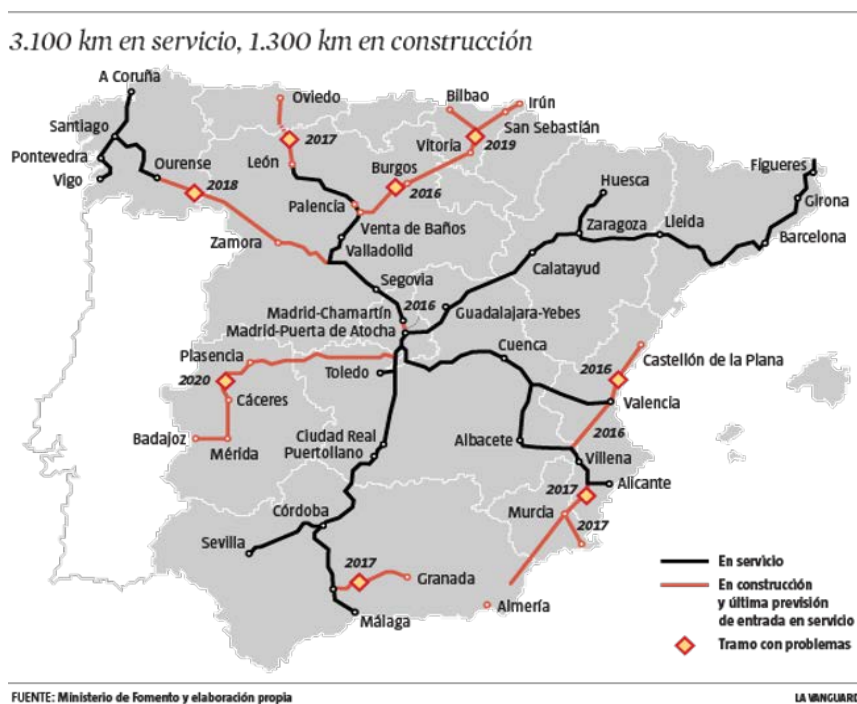 3.100 km en servicio, 1.300 km en construcción
A Coruña
Santiago
Pontevedra
Vigo
Ourense
2018
Zamora
Oviedo
2017
León
Palencia
Burgos
2016
Venta de Baños
Valladolid
Segovia
Bilbao
Irún
San Sebastián
Vitoria
2019
Huesca
Zaragoza
Lleida
Figueres
Girona
Barcelona
Calatayud
Guadalajara-Yebes
2016
Madrid-Chamartín
Madrid-Puerta de Atocha
Plasencia
2020
Cáceres
Badajoz
Mérida
Toledo
Cuenca
2016
Castellón de la Plana
Valencia
2016
Albacete
Villena
Alicante
2017
Murcia
2017
Ciudad Real
Puertollano
Córdoba
Sevilla
2017
Granada
Málaga
Almería
En servicio
En construcción
y última previsión
de entrada en servicio
Tramo con problemas
FUENTE: Ministerio de Fomento y elaboración propia
LA VANGUARD